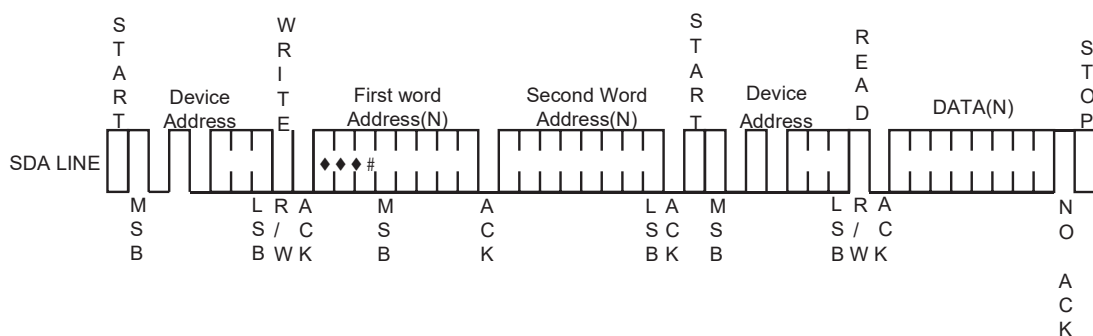 START
WRITE
START
READ
STOP
Device
Address
First word
Address(N)
Second Word
Address(N)
Device
Address
DATA(N)
SDA LINE
♦♦♦#
MSB
LSB
R/W
ACK
MSB
ACK
LSB
ACK
MSB
LSB
R/W
ACK
NO ACK